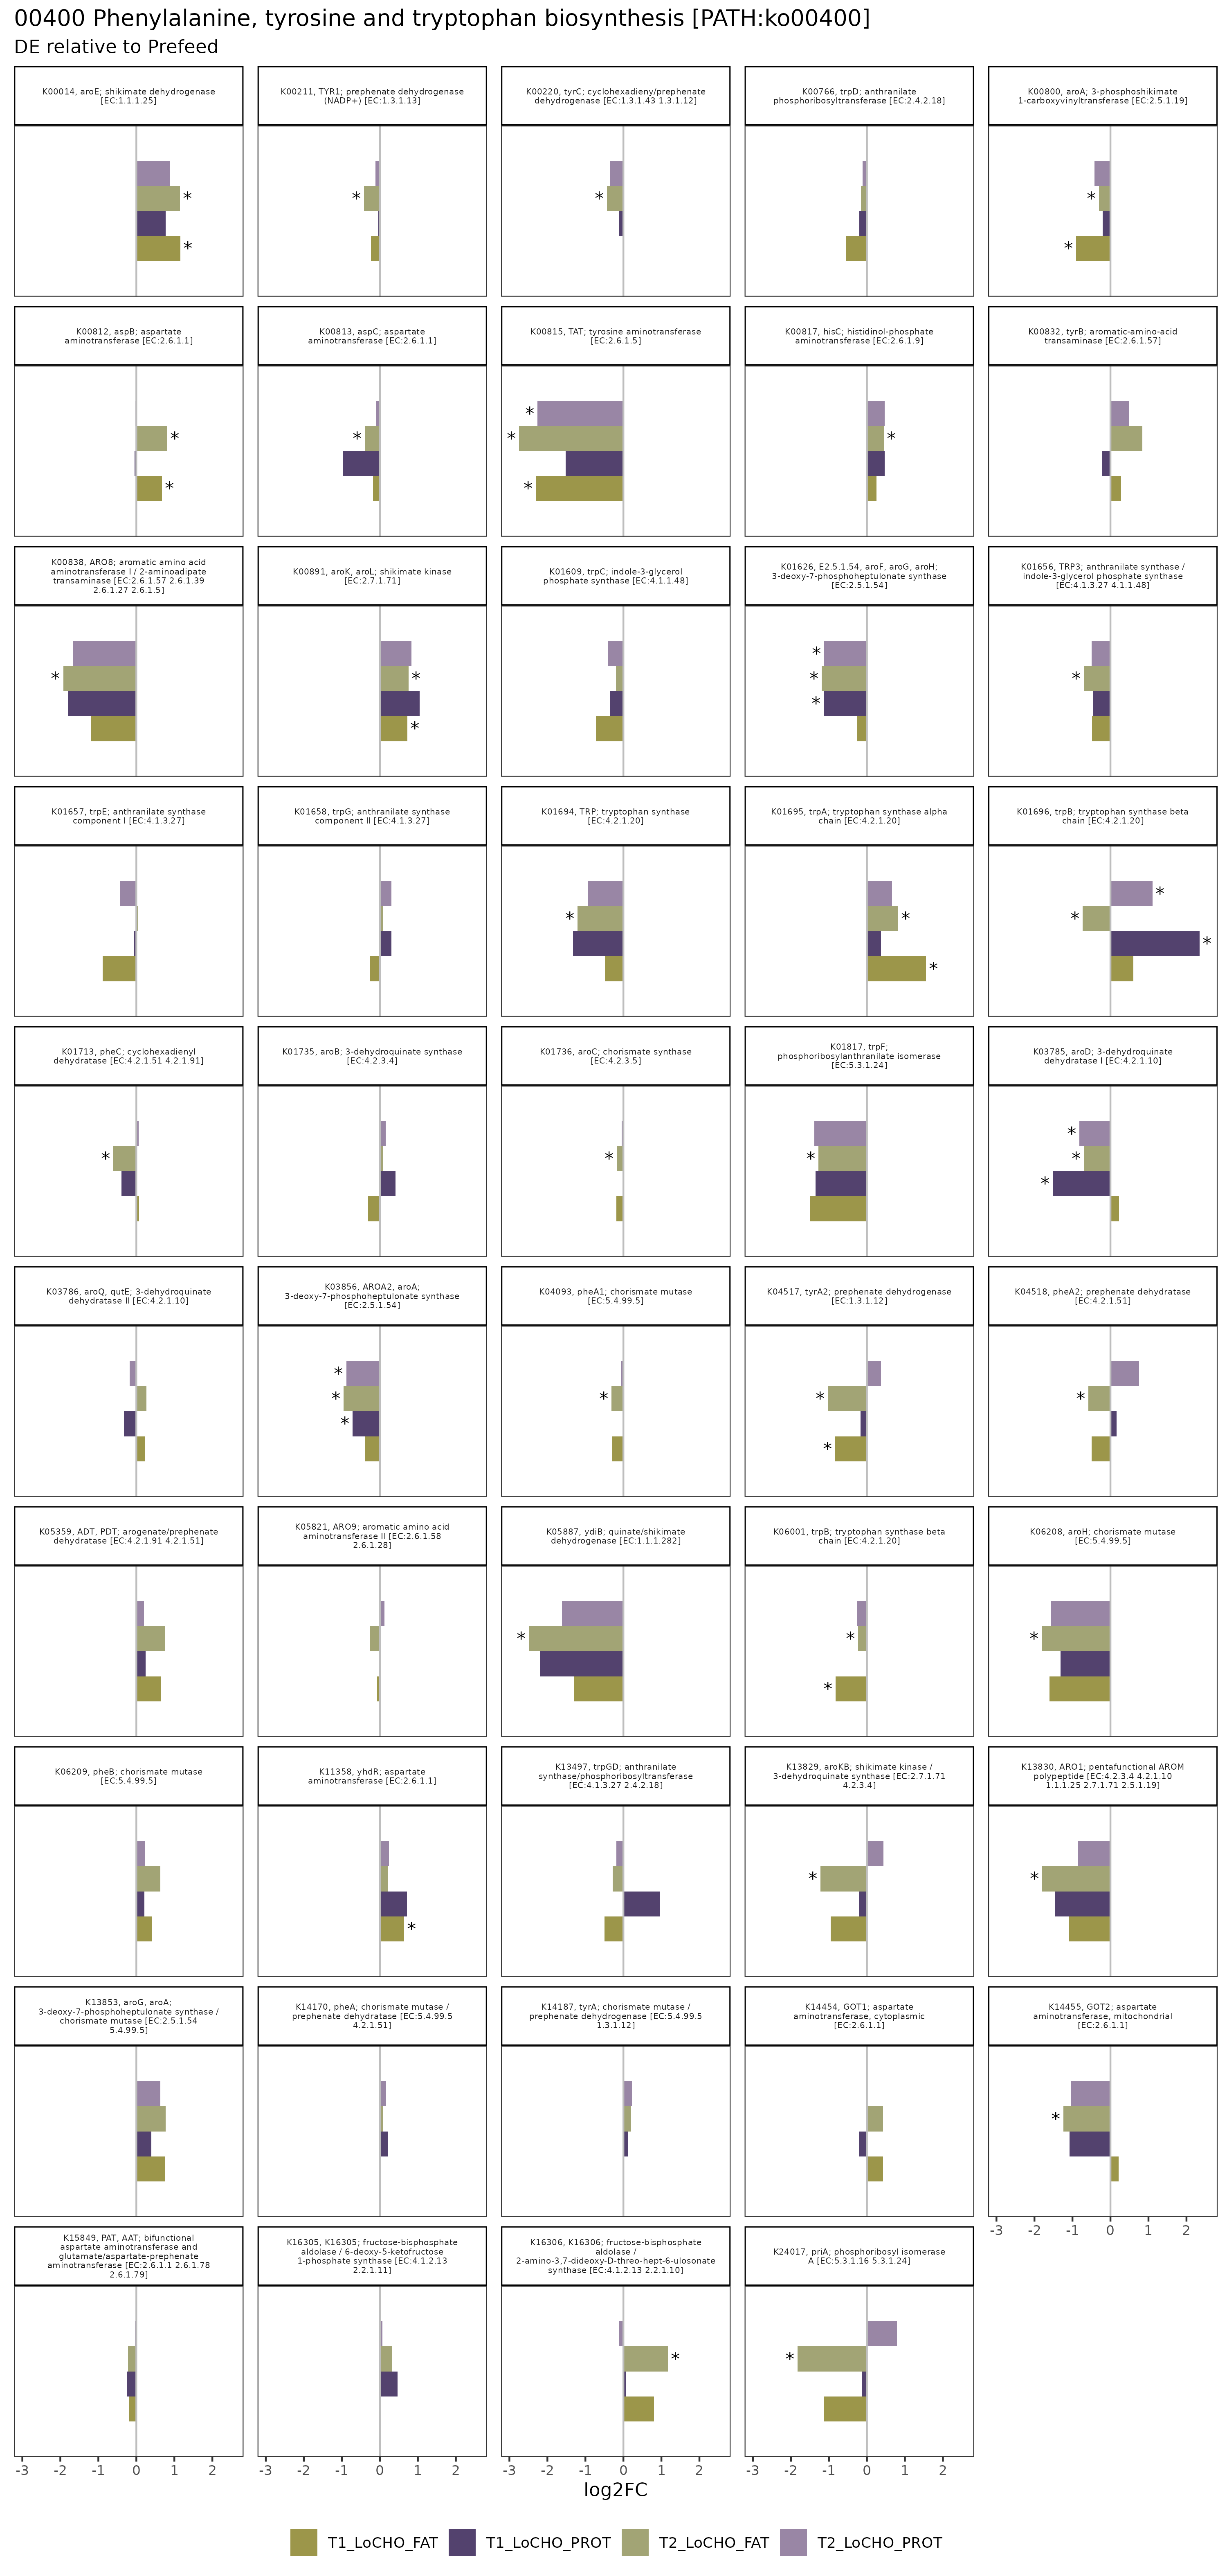 00400 Phenylalanine, tyrosine and tryptophan biosynthesis [PATH:ko00400]
DE relative to Prefeed
K00014, aroE; shikimate dehydrogenase
[EC:1.1.1.25]
K00211, TYR1; prephenate dehydrogenase
(NADP+) [EC:1.3.1.13]
K00220, tyrC; cyclohexadieny/prephenate
dehydrogenase [EC:1.3.1.43 1.3.1.12]
K00766, trpD; anthranilate
phosphoribosyltransferase [EC:2.4.2.18]
K00800, aroA; 3-phosphoshikimate
1-carboxyvinyltransferase [EC:2.5.1.19]
* * * * * *
K00812, aspB; aspartate
aminotransferase [EC:2.6.1.1]
K00813, aspC; aspartate
aminotransferase [EC:2.6.1.1]
K00815, TAT; tyrosine aminotransferase
[EC:2.6.1.5]
K00817, hisC; histidinol-phosphate
aminotransferase [EC:2.6.1.9]
K00832, tyrB; aromatic-amino-acid
transaminase [EC:2.6.1.57]
* * * * * * *
K00838, ARO8; aromatic amino acid
aminotransferase I / 2-aminoadipate
transaminase [EC:2.6.1.57 2.6.1.39
2.6.1.27 2.6.1.5]
K00891, aroK, aroL; shikimate kinase
[EC:2.7.1.71]
K01609, trpC; indole-3-glycerol
phosphate synthase [EC:4.1.1.48]
K01626, E2.5.1.54, aroF, aroG, aroH;
3-deoxy-7-phosphoheptulonate synthase
[EC:2.5.1.54]
K01656, TRP3; anthranilate synthase /
indole-3-glycerol phosphate synthase
[EC:4.1.3.27 4.1.1.48]
* * * * * * *
K01657, trpE; anthranilate synthase
component I [EC:4.1.3.27]
K01658, trpG; anthranilate synthase
component II [EC:4.1.3.27]
K01694, TRP; tryptophan synthase
[EC:4.2.1.20]
K01695, trpA; tryptophan synthase alpha
chain [EC:4.2.1.20]
K01696, trpB; tryptophan synthase beta
chain [EC:4.2.1.20]
* * * * * *
K01713, pheC; cyclohexadienyl
dehydratase [EC:4.2.1.51 4.2.1.91]
K01735, aroB; 3-dehydroquinate synthase
[EC:4.2.3.4]
K01736, aroC; chorismate synthase
[EC:4.2.3.5]
K01817, trpF;
phosphoribosylanthranilate isomerase
[EC:5.3.1.24]
K03785, aroD; 3-dehydroquinate
dehydratase I [EC:4.2.1.10]
* * * * * *
K03786, aroQ, qutE; 3-dehydroquinate
dehydratase II [EC:4.2.1.10]
K03856, AROA2, aroA;
3-deoxy-7-phosphoheptulonate synthase
[EC:2.5.1.54]
K04093, pheA1; chorismate mutase
[EC:5.4.99.5]
K04517, tyrA2; prephenate dehydrogenase
[EC:1.3.1.12]
K04518, pheA2; prephenate dehydratase
[EC:4.2.1.51]
* * * * * * *
K05359, ADT, PDT; arogenate/prephenate
dehydratase [EC:4.2.1.91 4.2.1.51]
K05821, ARO9; aromatic amino acid
aminotransferase II [EC:2.6.1.58
2.6.1.28]
K05887, ydiB; quinate/shikimate
dehydrogenase [EC:1.1.1.282]
K06001, trpB; tryptophan synthase beta
chain [EC:4.2.1.20]
K06208, aroH; chorismate mutase
[EC:5.4.99.5]
* * * *
K06209, pheB; chorismate mutase
[EC:5.4.99.5]
K11358, yhdR; aspartate
aminotransferase [EC:2.6.1.1]
K13497, trpGD; anthranilate
synthase/phosphoribosyltransferase
[EC:4.1.3.27 2.4.2.18]
K13829, aroKB; shikimate kinase /
3-dehydroquinate synthase [EC:2.7.1.71
4.2.3.4]
K13830, ARO1; pentafunctional AROM
polypeptide [EC:4.2.3.4 4.2.1.10
1.1.1.25 2.7.1.71 2.5.1.19]
* * *
K13853, aroG, aroA;
3-deoxy-7-phosphoheptulonate synthase /
chorismate mutase [EC:2.5.1.54
5.4.99.5]
K14170, pheA; chorismate mutase /
prephenate dehydratase [EC:5.4.99.5
4.2.1.51]
K14187, tyrA; chorismate mutase /
prephenate dehydrogenase [EC:5.4.99.5
1.3.1.12]
K14454, GOT1; aspartate
aminotransferase, cytoplasmic
[EC:2.6.1.1]
K14455, GOT2; aspartate
aminotransferase, mitochondrial
[EC:2.6.1.1]
*
-3 -2 -1 0 1 2
K15849, PAT, AAT; bifunctional
aspartate aminotransferase and
glutamate/aspartate-prephenate
aminotransferase [EC:2.6.1.1 2.6.1.78
2.6.1.79]
K16305, K16305; fructose-bisphosphate
aldolase / 6-deoxy-5-ketofructose
1-phosphate synthase [EC:4.1.2.13
2.2.1.11]
K16306, K16306; fructose-bisphosphate
aldolase /
2-amino-3,7-dideoxy-D-threo-hept-6-ulosonate
synthase [EC:4.1.2.13 2.2.1.10]
K24017, priA; phosphoribosyl isomerase
A [EC:5.3.1.16 5.3.1.24]
* *
-3 -2 -1 0 1 2
-3 -2 -1 0 1 2
-3 -2 -1 0 1 2
-3 -2 -1 0 1 2
log2FC
T1_LoCHO_FAT
T1_LoCHO_PROT
T2_LoCHO_FAT
T2_LoCHO_PROT